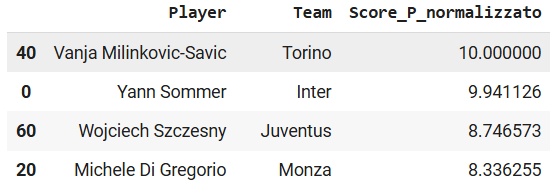 Player Team Score_P_normalizzato
40 Vanja Milinkovic-Savic Torino 10.000000
0 Yann Sommer Inter 9.941126
60 Wojciech Szczesny Juventus 8.746573
20 Michele Di Gregorio Monza 8.336255